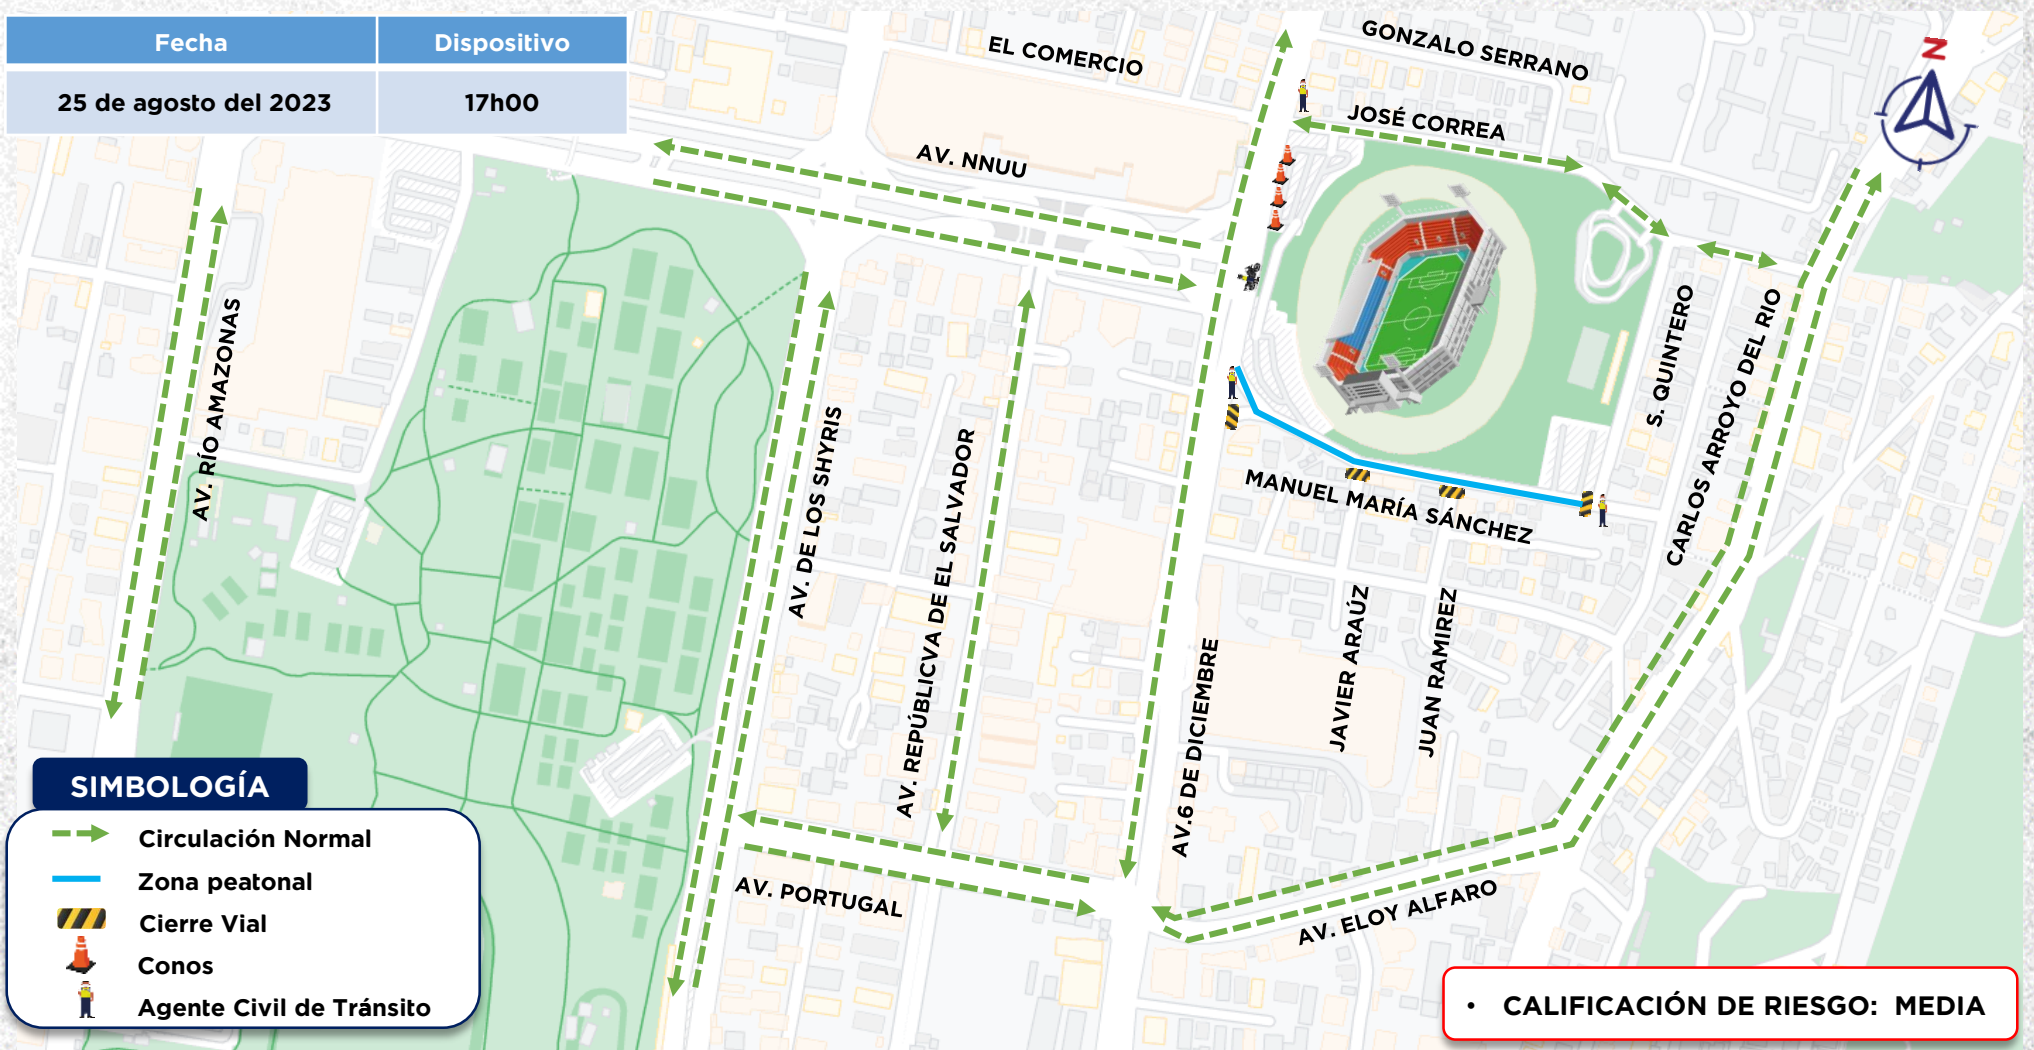 Fecha
Dispositivo
25 de agosto del 2023
17h00
EL COMERCIO
GONZALO SERRANO
N
JOSÉ CORREA
AV. NNUU
AV. RÍO AMAZONAS
AV. DE LOS SHYRIS
AV. REPÚBLICVA DE EL SALVADOR
S. QUINTERO
CARLOS ARROYO DEL RIO
MANUEL MARÍA SÁNCHEZ
JAVIER ARAÚZ
JUAN RAMIREZ
AV.6 DE DICIEMBRE
AV. PORTUGAL
AV. ELOY ALFARO
SIMBOLOGÍA
Circulación Normal
Zona peatonal
Cierre Vial
Conos
Agente Civil de Tránsito
• CALIFICACIÓN DE RIESGO: MEDIA